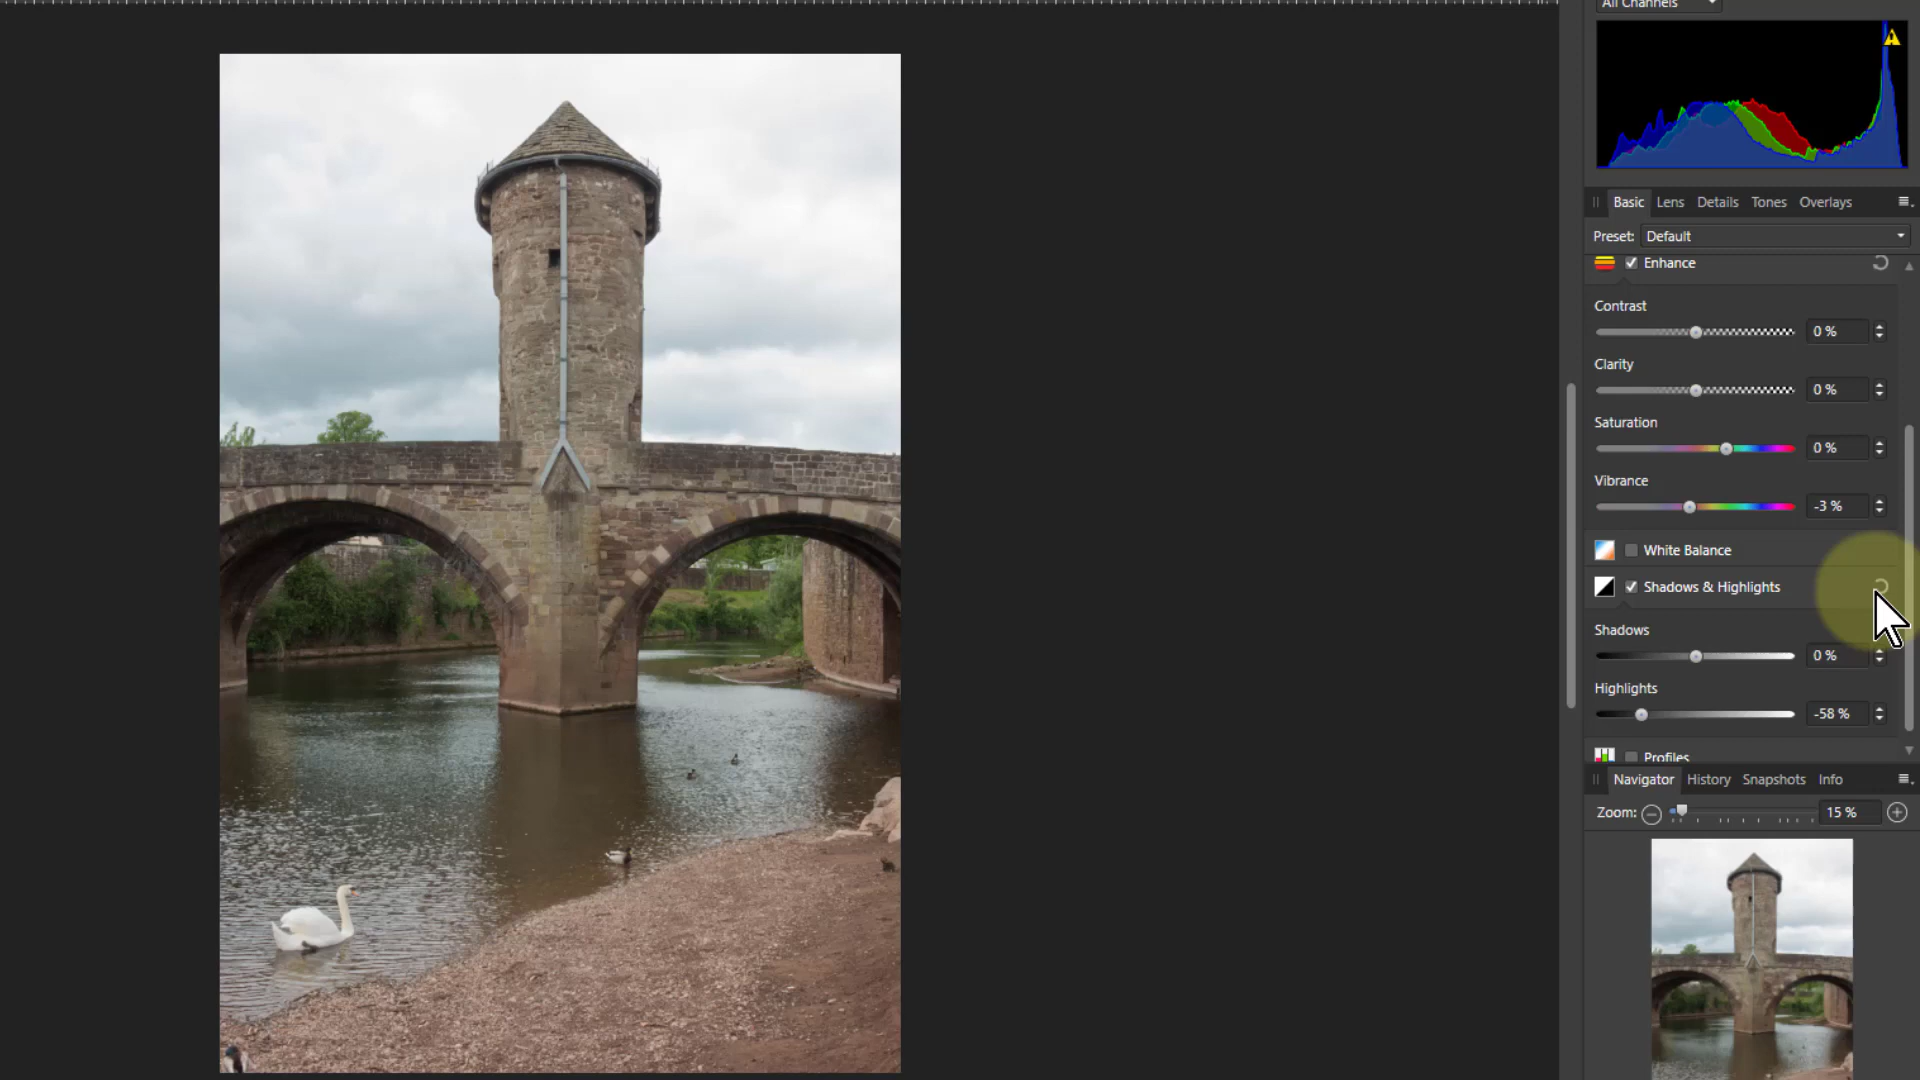 All Channels
Basic Lens Details Tones Overlays
Preset: Default
Enhance
Contrast
0 %
Clarity
0 %
Saturation
0 %
Vibrance
-3 %
White Balance
Shadows & Highlights
Shadows
0 %
Highlights
-58 %
Profiles
Navigator History Snapshots Info
Zoom: 15 %